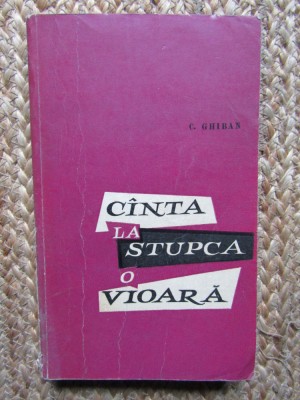 C. GHIBAN
CÎNTA
LA
STUPCA
O
VIOARĂ